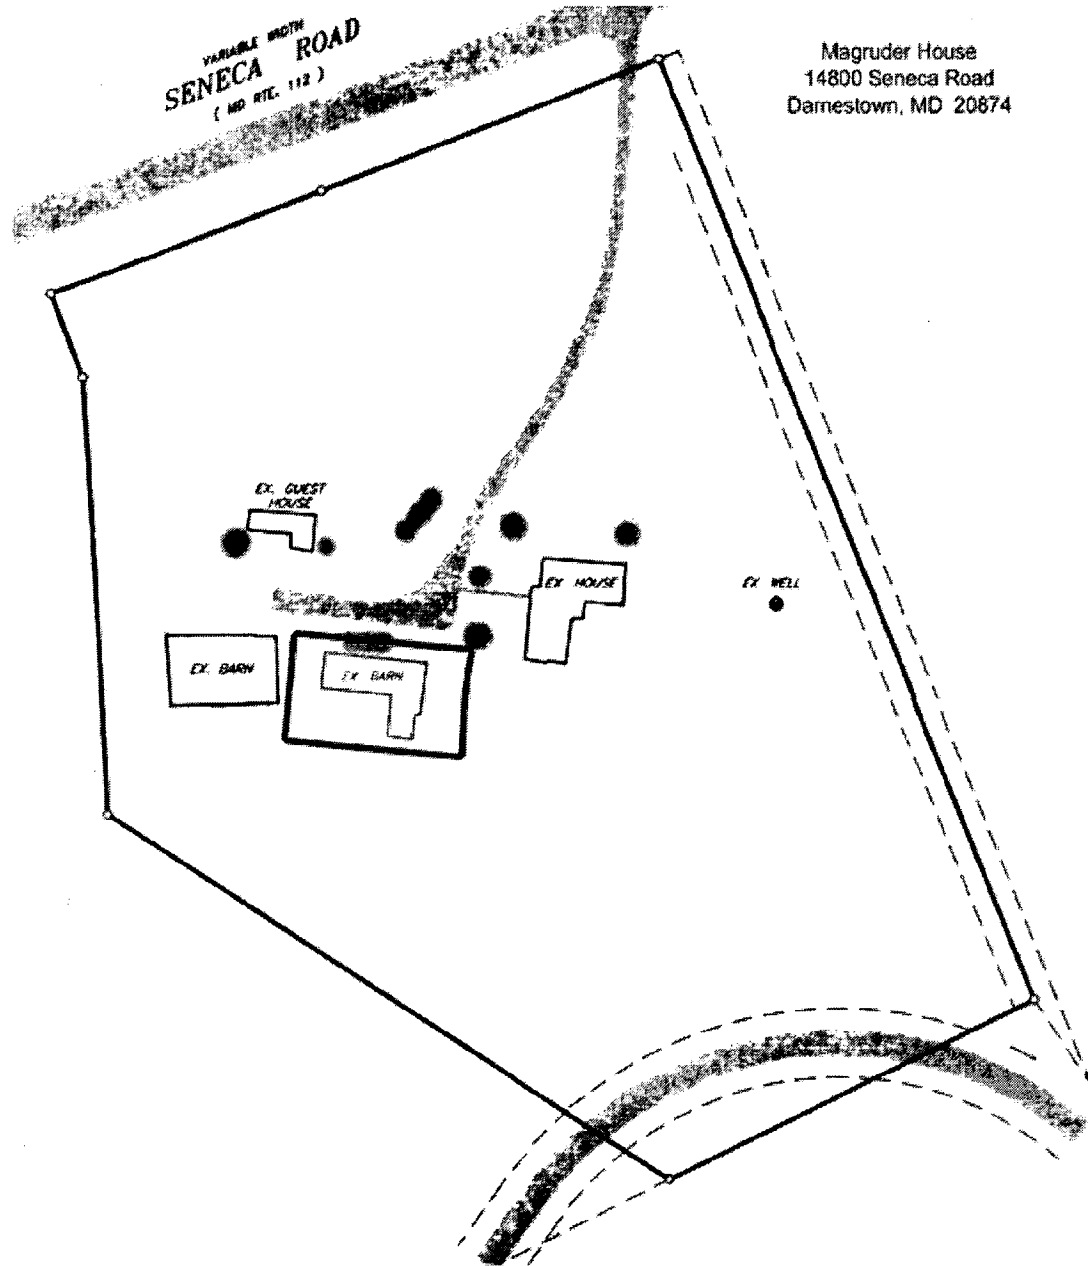 VARIABLE WIDTH
SENECA ROAD
( MD RTE. 112 )
Magruder House
14800 Seneca Road
Darnestown, MD 20874
EX. GUEST
HOUSE
EX HOUSE
EX WELL
EX. BARN
EX BARN